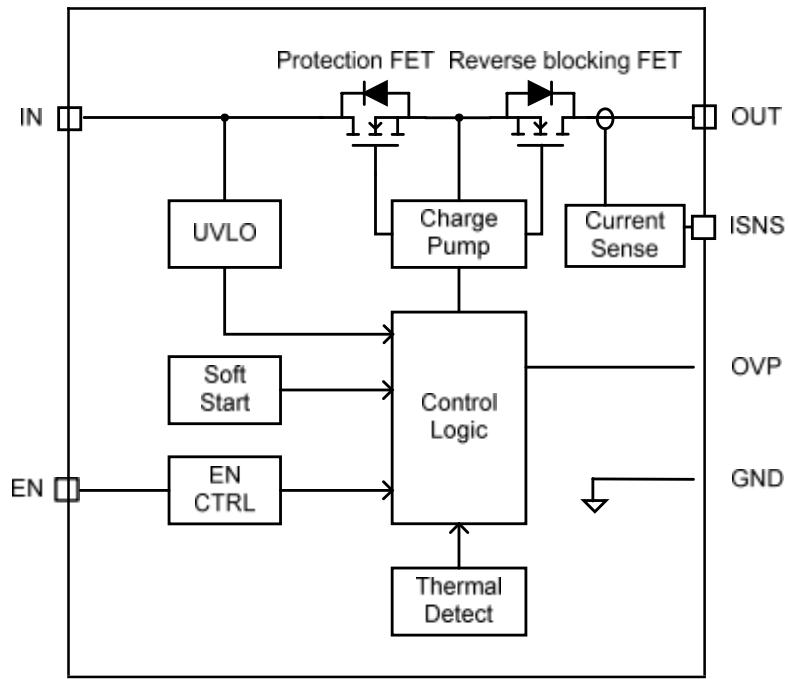 Protection FET
Reverse blocking FET
IN
OUT
UVLO
Charge
Pump
Current
Sense
ISNS
Soft
Start
Control
Logic
OVP
EN
EN
CTRL
GND
Thermal
Detect